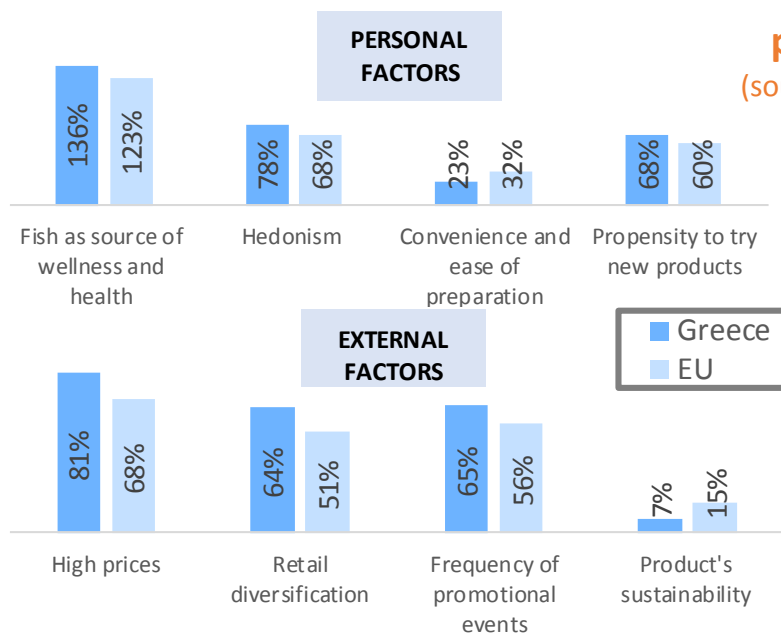 PERSONAL
FACTORS
p
(so
136%
123%
78%
68%
23%
32%
68%
60%
Fish as source of
wellness and
health
Hedonism
Convenience and
ease of
preparation
Propensity to try
new products
EXTERNAL
FACTORS
Greece
EU
81%
68%
64%
51%
65%
56%
7%
15%
High prices
Retail
diversification
Frequency of
promotional
events
Product's
sustainability